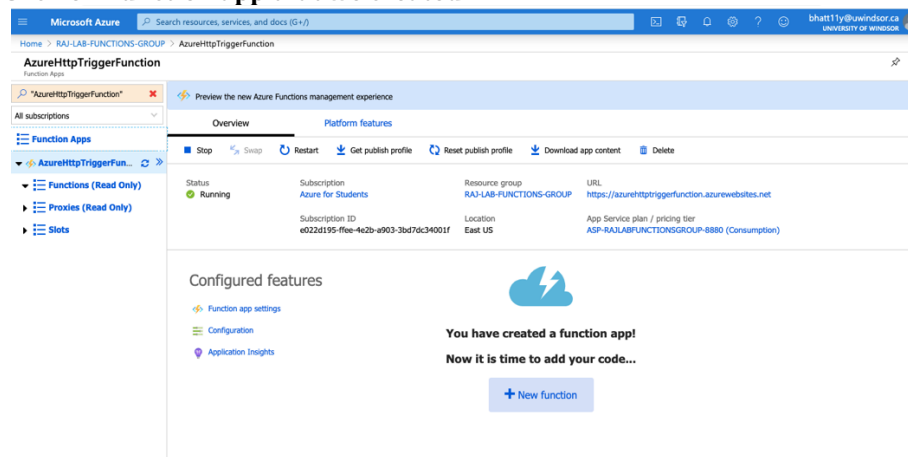 Microsoft Azure
Search resources, services, and docs (G+/)
bhatt11y@uwindsor.ca
UNIVERSITY OF WINDSOR
Home > RAJ-LAB-FUNCTIONS-GROUP > AzureHttpTriggerFunction
AzureHttpTriggerFunction
Function Apps
"AzureHttpTriggerFunction"
All subscriptions
Function Apps
AzureHttpTriggerFun...
Functions (Read Only)
Proxies (Read Only)
Slots
Preview the new Azure Functions management experience
Overview Platform features
Stop Swap Restart Get publish profile Reset publish profile Download app content Delete
Status Subscription Resource group URL
Running Azure for Students RAJ-LAB-FUNCTIONS-GROUP https://azurehttptriggerfunction.azurewebsites.net
Subscription ID Location App Service plan / pricing tier
e022d195-ffee-4e2b-a903-3bd7dc34001f East US ASP-RAJLABFUNCTIONSGROUP-8880 (Consumption)
Configured features
Function app settings
Configuration
Application Insights
You have created a function app!
Now it is time to add your code...
New function